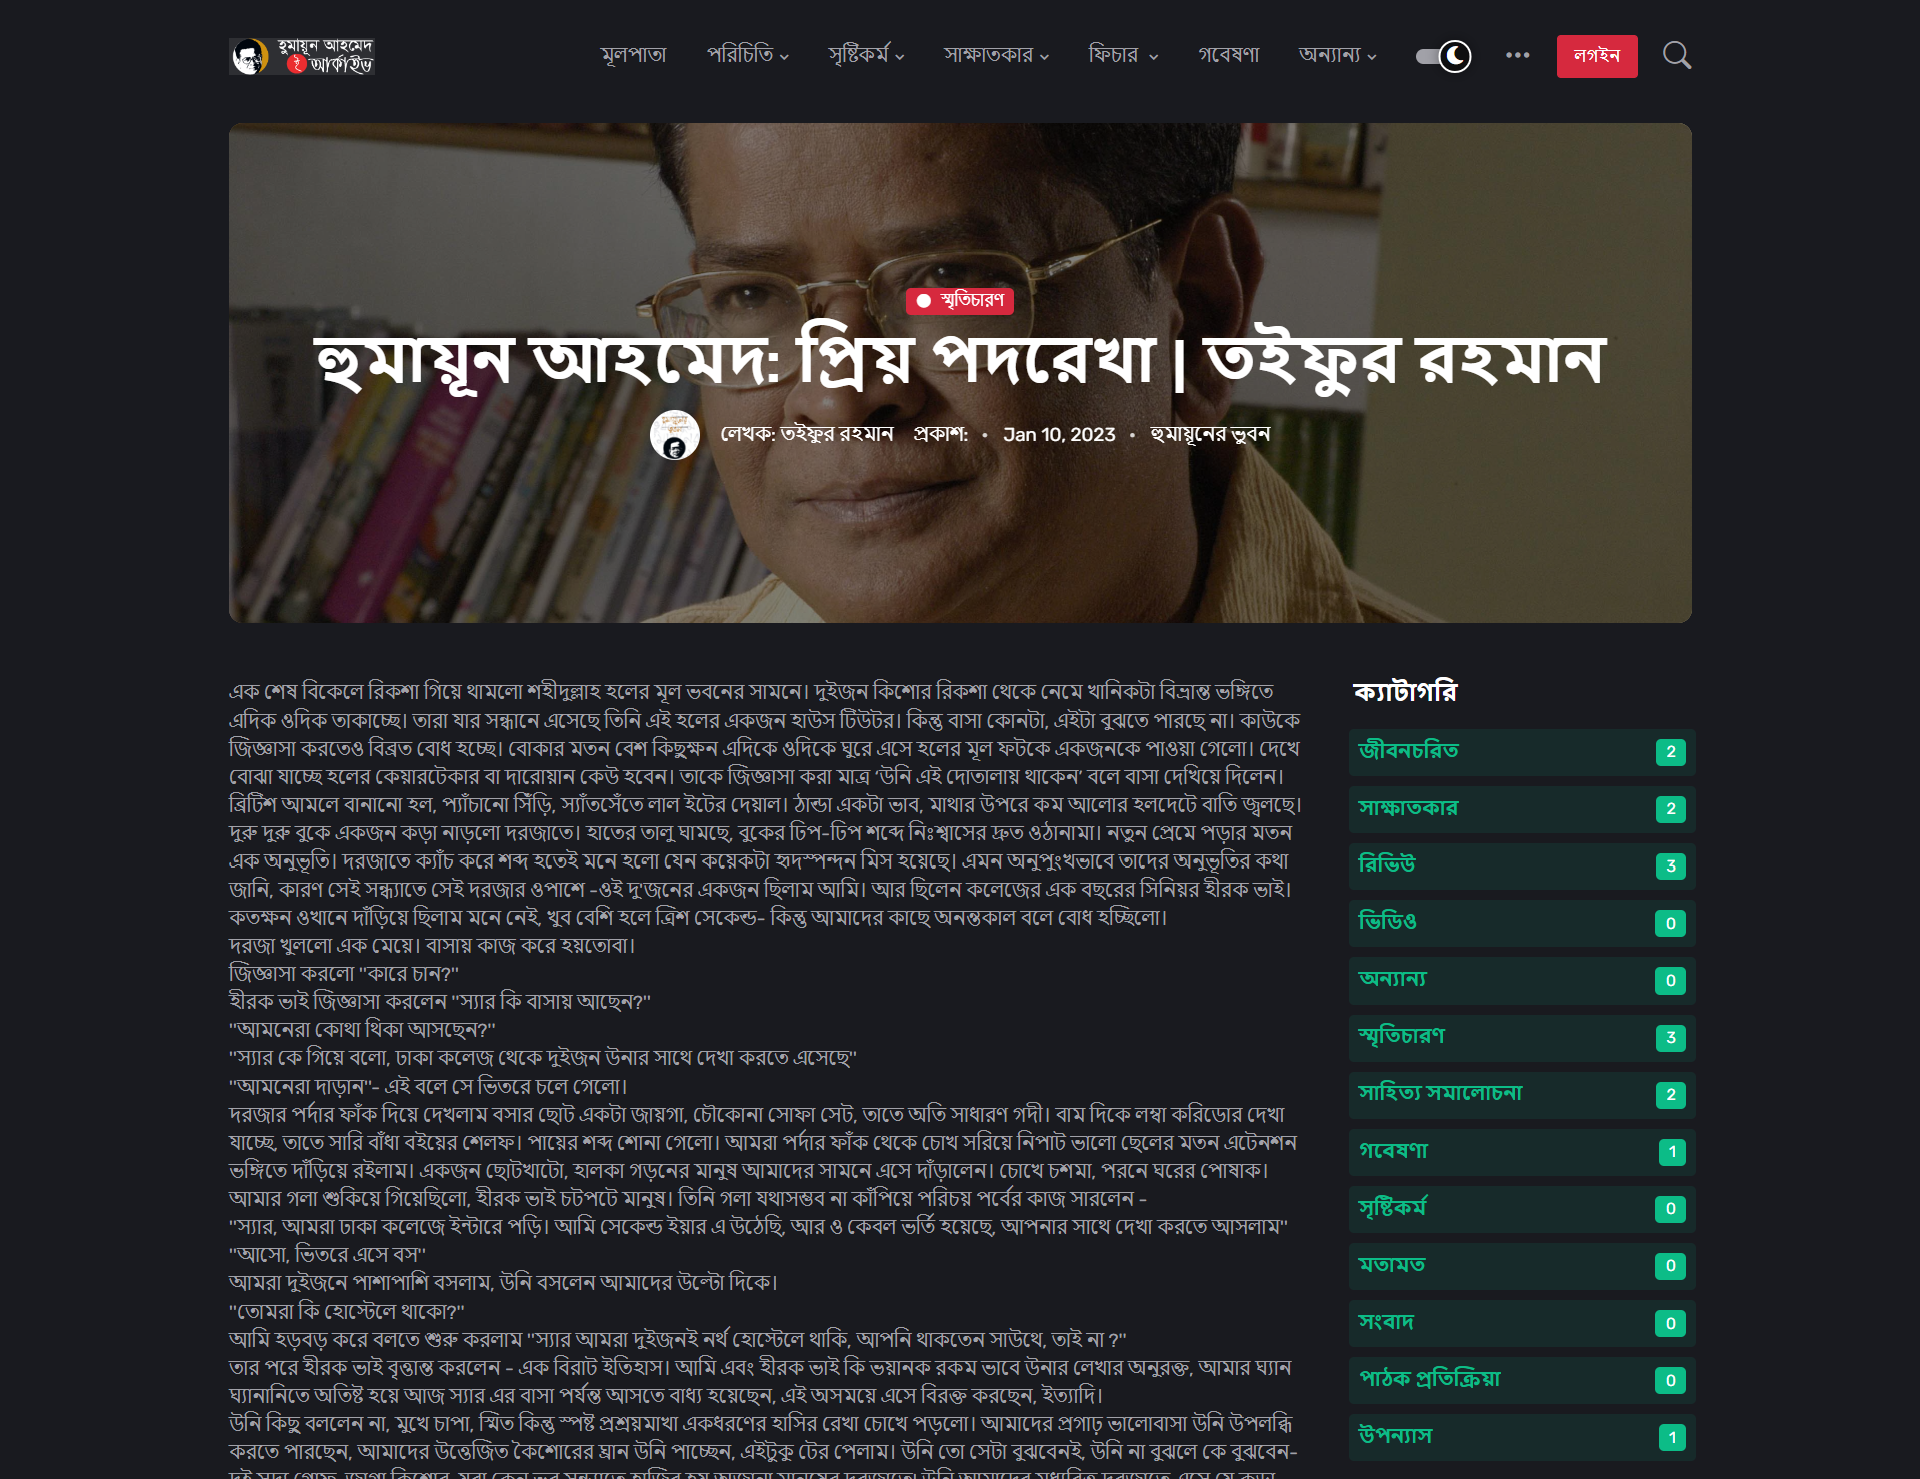 হুমায়ূন আহমেদ
ই আর্কাইভ
মূলপাতা পরিচিতি সৃষ্টিকর্ম সাক্ষাতকার ফিচার গবেষণা অন্যান্য লগইন
স্মৃতিচারণ
হুমায়ূন আহমেদ: প্রিয় পদরেখা | তইফুর রহমান
লেখক: তইফুর রহমান প্রকাশ: • Jan 10, 2023 • হুমায়ূনের ভুবন
এক শেষ বিকেলে রিকশা গিয়ে থামলো শহীদুল্লাহ হলের মূল ভবনের সামনে। দুইজন কিশোর রিকশা থেকে নেমে খানিকটা বিভ্রান্ত ভঙ্গিতে
এদিক ওদিক তাকাচ্ছে। তারা যার সন্ধানে এসেছে তিনি এই হলের একজন হাউস টিউটর। কিন্তু বাসা কোনটা, এইটা বুঝতে পারছে না। কাউকে
জিজ্ঞাসা করতেও বিব্রত বোধ হচ্ছে। বোকার মতন বেশ কিছুক্ষন এদিকে ওদিকে ঘুরে এসে হলের মূল ফটকে একজনকে পাওয়া গেলো। দেখে
বোঝা যাচ্ছে হলের কেয়ারটেকার বা দারোয়ান কেউ হবেন। তাকে জিজ্ঞাসা করা মাত্র ‘উনি এই দোতালায় থাকেন’ বলে বাসা দেখিয়ে দিলেন।
ব্রিটিশ আমলে বানানো হল, প্যাঁচানো সিঁড়ি, স্যাঁতসেঁতে লাল ইটের দেয়াল। ঠান্ডা একটা ভাব, মাথার উপরে কম আলোর হলদেটে বাতি জ্বলছে।
দুরু দুরু বুকে একজন কড়া নাড়লো দরজাতে। হাতের তালু ঘামছে, বুকের ঢিপ-ঢিপ শব্দে নিঃশ্বাসের দ্রুত ওঠানামা। নতুন প্রেমে পড়ার মতন
এক অনুভূতি। দরজাতে ক্যাঁচ করে শব্দ হতেই মনে হলো যেন কয়েকটা হৃদস্পন্দন মিস হয়েছে। এমন অনুপুংখভাবে তাদের অনুভূতির কথা
জানি, কারণ সেই সন্ধ্যাতে সেই দরজার ওপাশে -ওই দু'জনের একজন ছিলাম আমি। আর ছিলেন কলেজের এক বছরের সিনিয়র হীরক ভাই।
কতক্ষন ওখানে দাঁড়িয়ে ছিলাম মনে নেই, খুব বেশি হলে ত্রিশ সেকেন্ড- কিন্তু আমাদের কাছে অনন্তকাল বলে বোধ হচ্ছিলো।
দরজা খুললো এক মেয়ে। বাসায় কাজ করে হয়তোবা।
জিজ্ঞাসা করলো "কারে চান?"
হীরক ভাই জিজ্ঞাসা করলেন "স্যার কি বাসায় আছেন?"
"আমনেরা কোথা থিকা আসছেন?"
"স্যার কে গিয়ে বলো, ঢাকা কলেজ থেকে দুইজন উনার সাথে দেখা করতে এসেছে"
"আমনেরা দাড়ান"- এই বলে সে ভিতরে চলে গেলো।
দরজার পর্দার ফাঁক দিয়ে দেখলাম বসার ছোট একটা জায়গা, চৌকোনা সোফা সেট, তাতে অতি সাধারণ গদী। বাম দিকে লম্বা করিডোর দেখা
যাচ্ছে, তাতে সারি বাঁধা বইয়ের শেলফ। পায়ের শব্দ শোনা গেলো। আমরা পর্দার ফাঁক থেকে চোখ সরিয়ে নিপাট ভালো ছেলের মতন এটেনশন
ভঙ্গিতে দাঁড়িয়ে রইলাম। একজন ছোটখাটো, হালকা গড়নের মানুষ আমাদের সামনে এসে দাঁড়ালেন। চোখে চশমা, পরনে ঘরের পোষাক।
আমার গলা শুকিয়ে গিয়েছিলো, হীরক ভাই চটপটে মানুষ। তিনি গলা যথাসম্ভব না কাঁপিয়ে পরিচয় পর্বের কাজ সারলেন -
"স্যার, আমরা ঢাকা কলেজে ইন্টারে পড়ি। আমি সেকেন্ড ইয়ার এ উঠেছি, আর ও কেবল ভর্তি হয়েছে, আপনার সাথে দেখা করতে আসলাম"
"আসো, ভিতরে এসে বস"
আমরা দুইজনে পাশাপাশি বসলাম, উনি বসলেন আমাদের উল্টো দিকে।
"তোমরা কি হোস্টেলে থাকো?"
আমি হড়বড় করে বলতে শুরু করলাম "স্যার আমরা দুইজনই নর্থ হোস্টেলে থাকি, আপনি থাকতেন সাউথে, তাই না ?"
তার পরে হীরক ভাই বৃত্তান্ত করলেন - এক বিরাট ইতিহাস। আমি এবং হীরক ভাই কি ভয়ানক রকম ভাবে উনার লেখার অনুরক্ত, আমার ঘ্যান
ঘ্যানানিতে অতিষ্ট হয়ে আজ স্যার এর বাসা পর্যন্ত আসতে বাধ্য হয়েছেন, এই অসময়ে এসে বিরক্ত করছেন, ইত্যাদি।
উনি কিছু বললেন না, মুখে চাপা, স্মিত কিন্তু স্পষ্ট প্রশ্রয়মাখা একধরণের হাসির রেখা চোখে পড়লো। আমাদের প্রগাঢ় ভালোবাসা উনি উপলব্ধি
করতে পারছেন, আমাদের উত্তেজিত কৈশোরের ঘ্রান উনি পাচ্ছেন, এইটুকু টের পেলাম। উনি তো সেটা বুঝবেনই, উনি না বুঝলে কে বুঝবেন-
ক্যাটাগরি
জীবনচরিত 2
সাক্ষাতকার 2
রিভিউ 3
ভিডিও 0
অন্যান্য 0
স্মৃতিচারণ 3
সাহিত্য সমালোচনা 2
গবেষণা 1
সৃষ্টিকর্ম 0
মতামত 0
সংবাদ 0
পাঠক প্রতিক্রিয়া 0
উপন্যাস 1